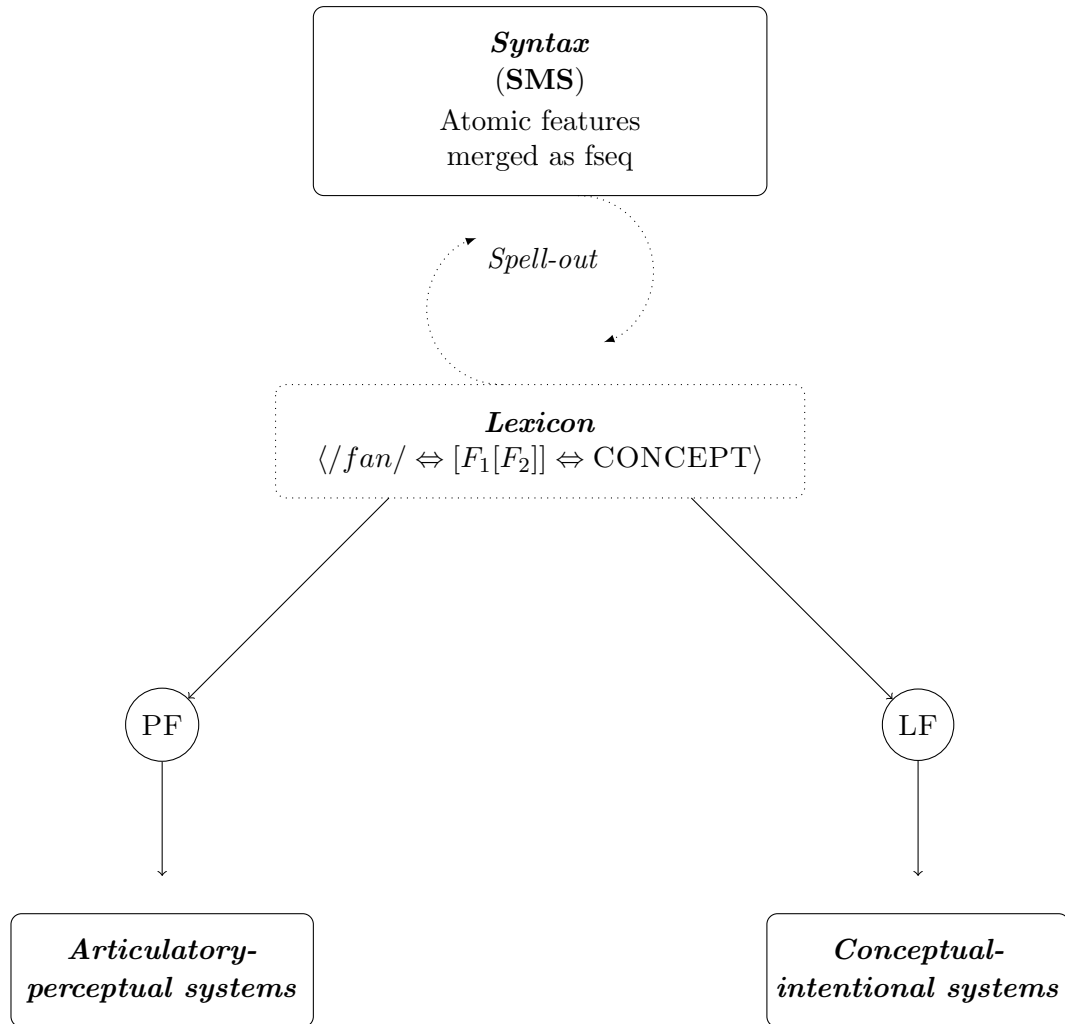 Syntax
(SMS)
Atomic features
merged as fseq
Spell-out
Lexicon
⟨/fan/ ⇔ [F₁[F₂]] ⇔ CONCEPT⟩
PF
LF
Articulatory-
perceptual systems
Conceptual-
intentional systems